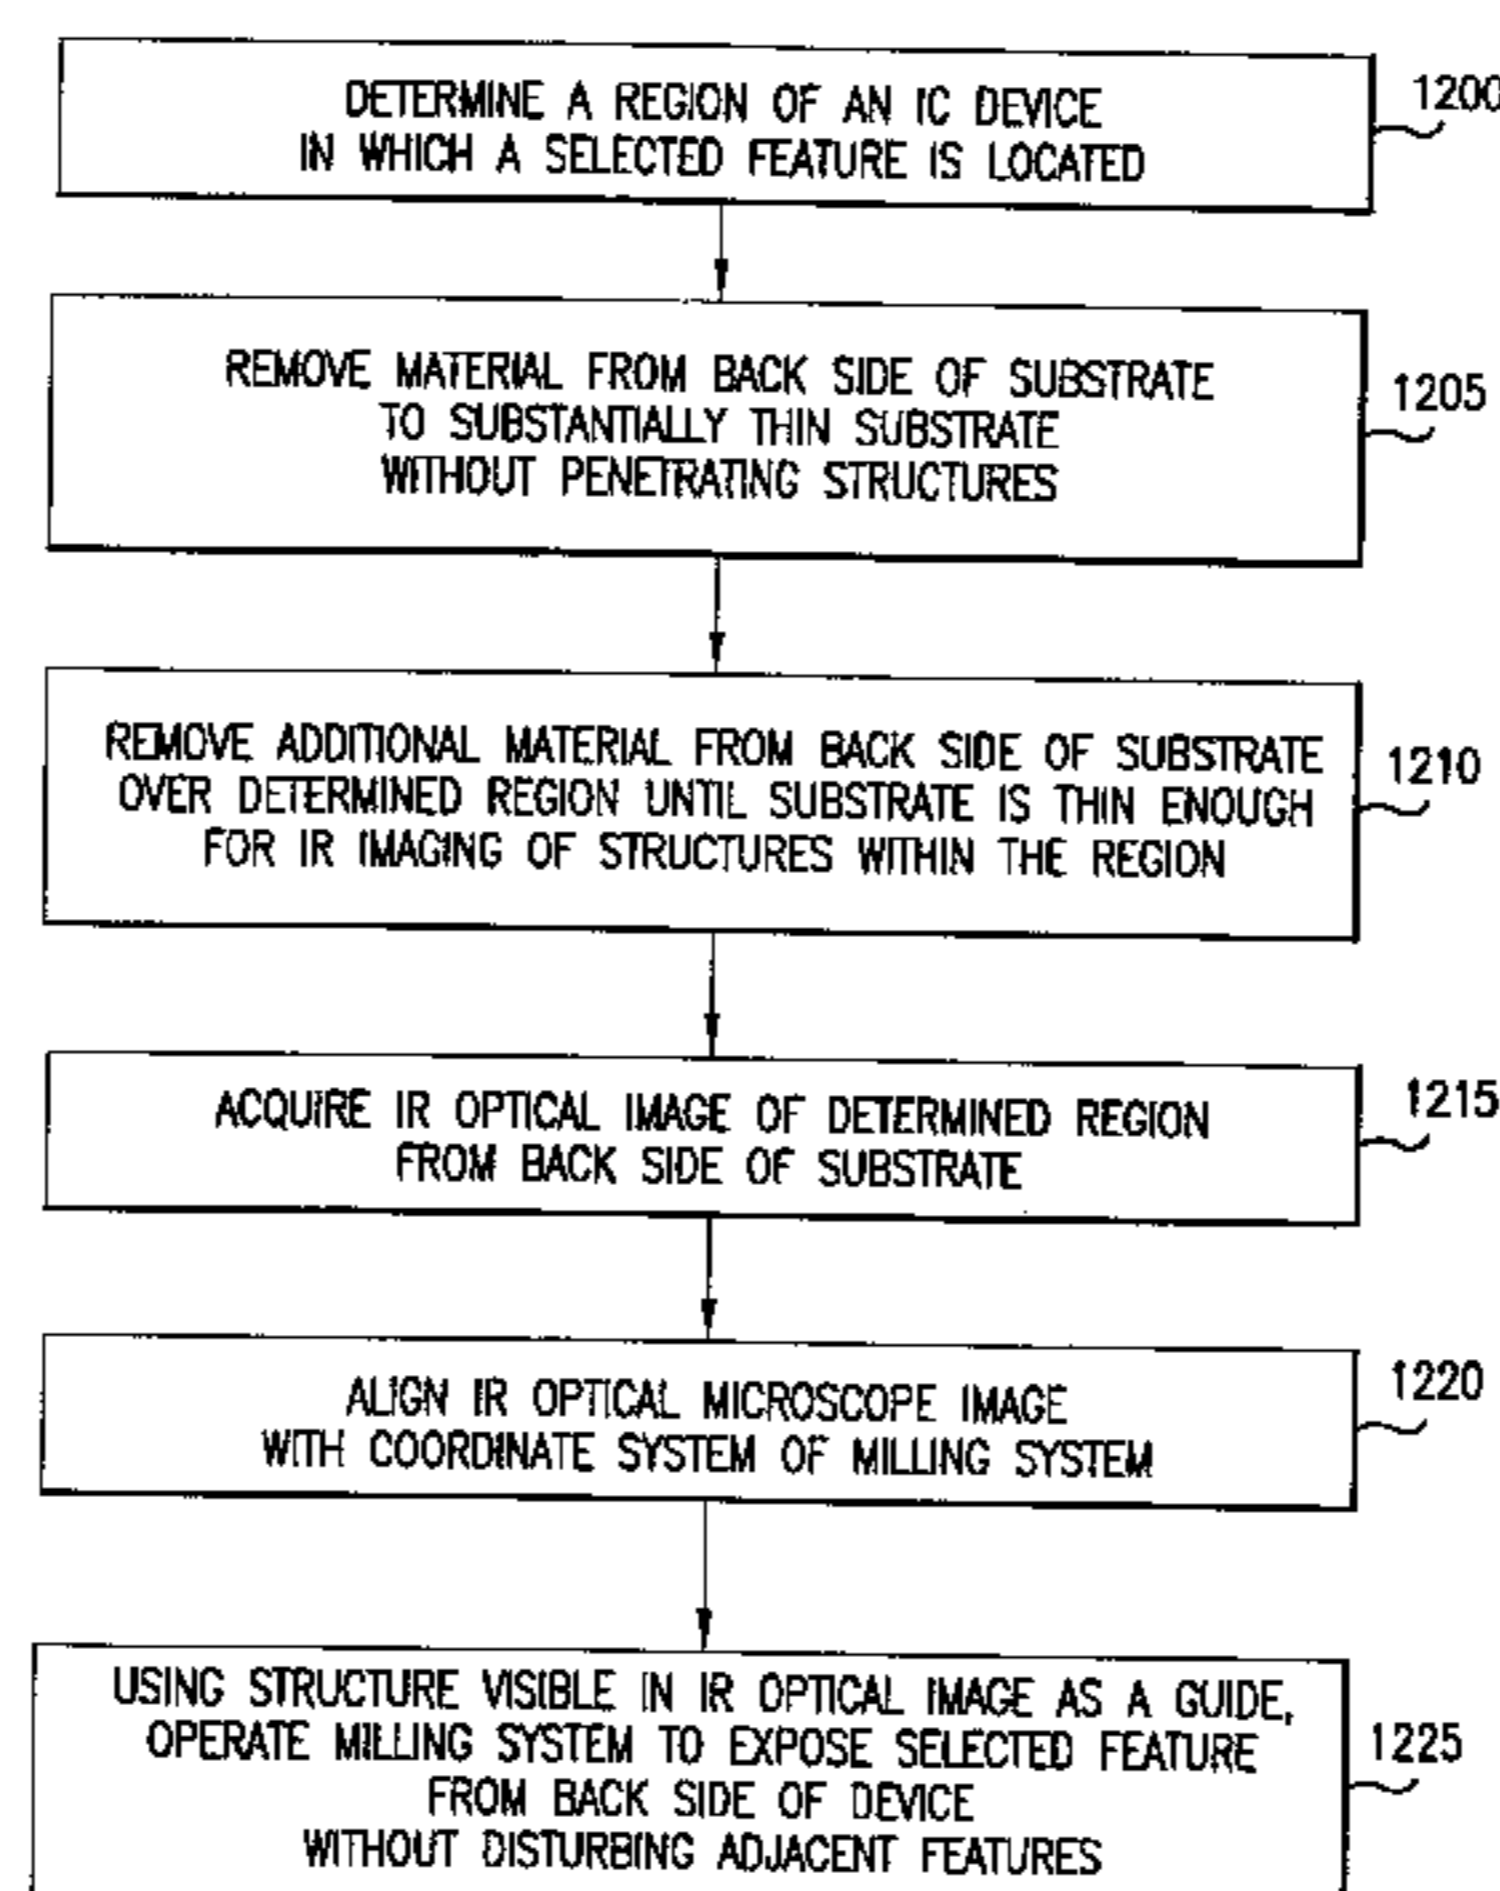 DETERMINE A REGION OF AN IC DEVICE
IN WHICH A SELECTED FEATURE IS LOCATED
1200
REMOVE MATERIAL FROM BACK SIDE OF SUBSTRATE
TO SUBSTANTIALLY THIN SUBSTRATE
WITHOUT PENETRATING STRUCTURES
1205
REMOVE ADDITIONAL MATERIAL FROM BACK SIDE OF SUBSTRATE
OVER DETERMINED REGION UNTIL SUBSTRATE IS THIN ENOUGH
FOR IR IMAGING OF STRUCTURES WITHIN THE REGION
1210
ACQUIRE IR OPTICAL IMAGE OF DETERMINED REGION
FROM BACK SIDE OF SUBSTRATE
1215
ALIGN IR OPTICAL MICROSCOPE IMAGE
WITH COORDINATE SYSTEM OF MILLING SYSTEM
1220
USING STRUCTURE VISIBLE IN IR OPTICAL IMAGE AS A GUIDE,
OPERATE MILLING SYSTEM TO EXPOSE SELECTED FEATURE
FROM BACK SIDE OF DEVICE
WITHOUT DISTURBING ADJACENT FEATURES
1225